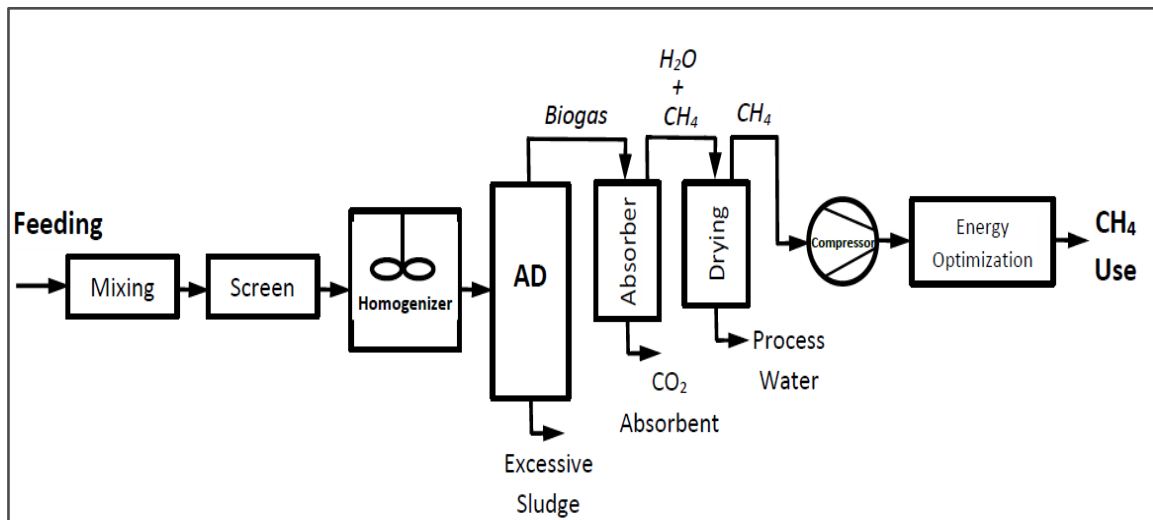 Feeding
Mixing
Screen
Homogenizer
AD
Excessive
Sludge
Biogas
Absorber
CO₂
Absorbent
H₂O
+
CH₄
Drying
Process
Water
CH₄
Compressor
Energy
Optimization
CH₄
Use